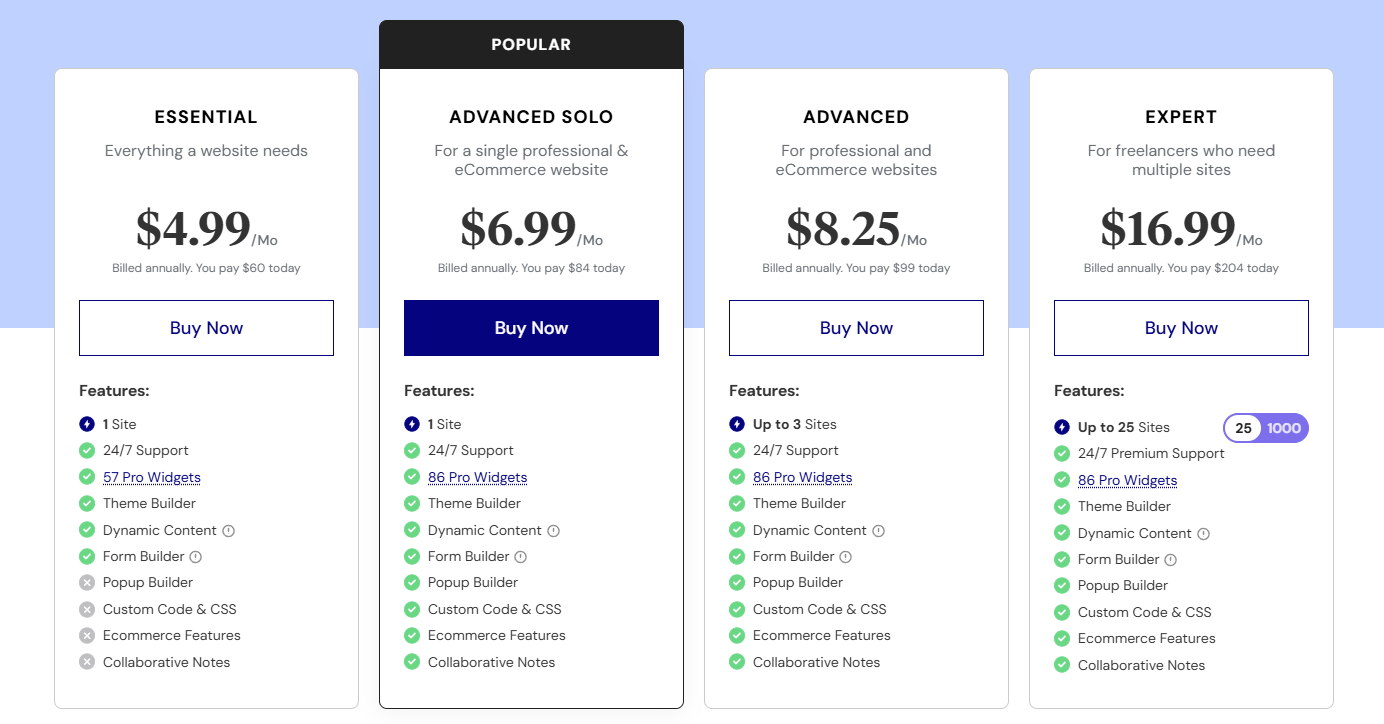 POPULAR
ESSENTIAL
Everything a website needs
$4.99/Mo
Billed annually. You pay $60 today
Buy Now
Features:
1 Site
24/7 Support
57 Pro Widgets
Theme Builder
Dynamic Content
Form Builder
Popup Builder
Custom Code & CSS
Ecommerce Features
Collaborative Notes
ADVANCED SOLO
For a single professional &
eCommerce website
$6.99/Mo
Billed annually. You pay $84 today
Buy Now
Features:
1 Site
24/7 Support
86 Pro Widgets
Theme Builder
Dynamic Content
Form Builder
Popup Builder
Custom Code & CSS
Ecommerce Features
Collaborative Notes
ADVANCED
For professional and
eCommerce websites
$8.25/Mo
Billed annually. You pay $99 today
Buy Now
Features:
Up to 3 Sites
24/7 Support
86 Pro Widgets
Theme Builder
Dynamic Content
Form Builder
Popup Builder
Custom Code & CSS
Ecommerce Features
Collaborative Notes
EXPERT
For freelancers who need
multiple sites
$16.99/Mo
Billed annually. You pay $204 today
Buy Now
Features:
Up to 25 Sites 25 1000
24/7 Premium Support
86 Pro Widgets
Theme Builder
Dynamic Content
Form Builder
Popup Builder
Custom Code & CSS
Ecommerce Features
Collaborative Notes